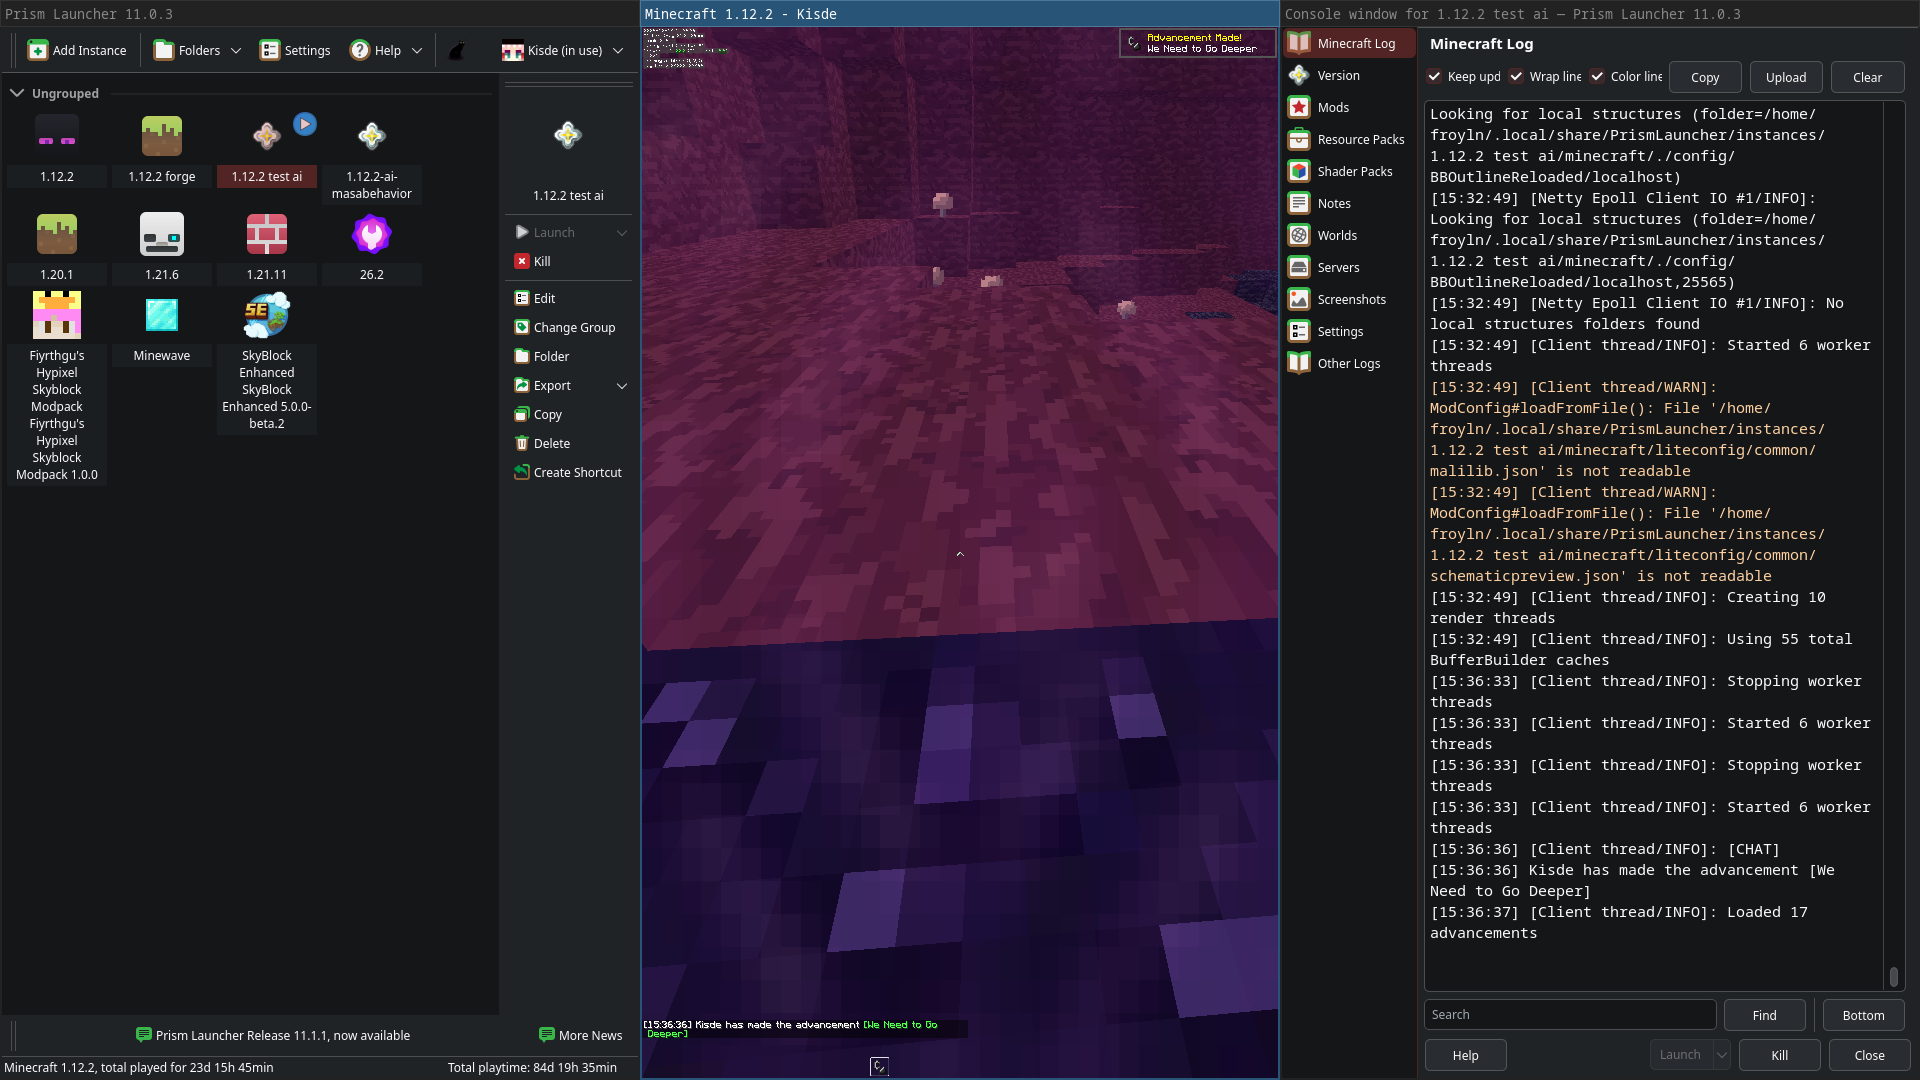 Prism Launcher 11.0.3
Add Instance
Folders
Settings
Help
Kisde (in use)
Ungrouped
1.12.2
1.12.2 forge
1.12.2 test ai
1.12.2-ai-
masabehavior
1.20.1
1.21.6
1.21.11
26.2
Fiyrthgu's
Hypixel
Skyblock
Modpack
Fiyrthgu's
Hypixel
Skyblock
Modpack 1.0.0
Minewave
SkyBlock
Enhanced
SkyBlock
Enhanced 5.0.0-
beta.2
1.12.2 test ai
Launch
Kill
Edit
Change Group
Folder
Export
Copy
Delete
Create Shortcut
Prism Launcher Release 11.1.1, now available
More News
Minecraft 1.12.2, total played for 23d 15h 45min
Total playtime: 84d 19h 35min
Minecraft 1.12.2 - Kisde
Advancement Made!
We Need to Go Deeper
[15:36:36] Kisde has made the advancement [We Need to Go
Deeper]
Console window for 1.12.2 test ai — Prism Launcher 11.0.3
Minecraft Log
Version
Mods
Resource Packs
Shader Packs
Notes
Worlds
Servers
Screenshots
Settings
Other Logs
Minecraft Log
Keep upd
Wrap line
Color line
Copy
Upload
Clear
Looking for local structures (folder=/home/
froyln/.local/share/PrismLauncher/instances/
1.12.2 test ai/minecraft/./config/
BBOutlineReloaded/localhost)
[15:32:49] [Netty Epoll Client IO #1/INFO]:
Looking for local structures (folder=/home/
froyln/.local/share/PrismLauncher/instances/
1.12.2 test ai/minecraft/./config/
BBOutlineReloaded/localhost,25565)
[15:32:49] [Netty Epoll Client IO #1/INFO]: No
local structures folders found
[15:32:49] [Client thread/INFO]: Started 6 worker
threads
[15:32:49] [Client thread/WARN]:
ModConfig#loadFromFile(): File '/home/
froyln/.local/share/PrismLauncher/instances/
1.12.2 test ai/minecraft/liteconfig/common/
malilib.json' is not readable
[15:32:49] [Client thread/WARN]:
ModConfig#loadFromFile(): File '/home/
froyln/.local/share/PrismLauncher/instances/
1.12.2 test ai/minecraft/liteconfig/common/
schematicpreview.json' is not readable
[15:32:49] [Client thread/INFO]: Creating 10
render threads
[15:32:49] [Client thread/INFO]: Using 55 total
BufferBuilder caches
[15:36:33] [Client thread/INFO]: Stopping worker
threads
[15:36:33] [Client thread/INFO]: Started 6 worker
threads
[15:36:33] [Client thread/INFO]: Stopping worker
threads
[15:36:33] [Client thread/INFO]: Started 6 worker
threads
[15:36:36] [Client thread/INFO]: [CHAT]
[15:36:36] Kisde has made the advancement [We
Need to Go Deeper]
[15:36:37] [Client thread/INFO]: Loaded 17
advancements
Search
Find
Bottom
Help
Launch
Kill
Close